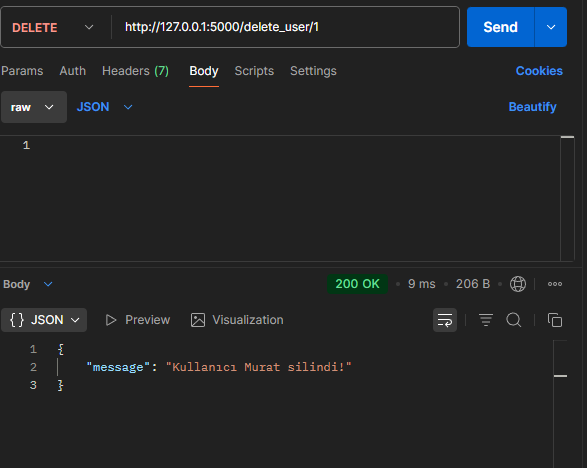 DELETE http://127.0.0.1:5000/delete_user/1 Send
Params Auth Headers (7) Body Scripts Settings Cookies
raw JSON Beautify
1
Body 200 OK • 9 ms • 206 B
{} JSON Preview Visualization
1 {
2 "message": "Kullanıcı Murat silindi!"
3 }